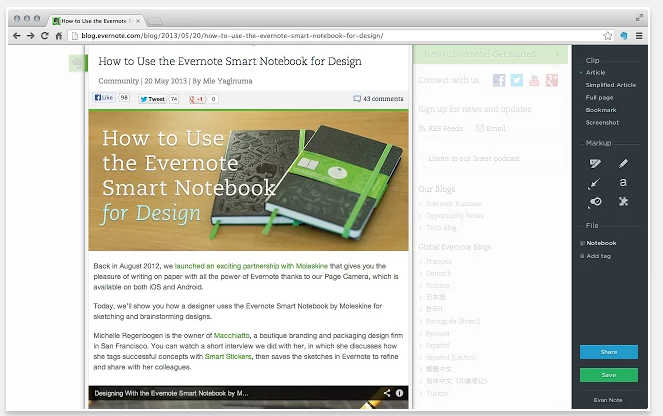 How to Use the Evernote Sm
blog.evernote.com/blog/2013/05/20/how-to-use-the-evernote-smart-notebook-for-design/
How to Use the Evernote Smart Notebook for Design
Community | 20 May 2013 | By Mie Yaginuma
Like 98
Tweet 74
+1 0
43 comments
How to Use
the Evernote
Smart Notebook
for Design
Back in August 2012, we launched an exciting partnership with Moleskine that gives you the
pleasure of writing on paper with all the power of Evernote thanks to our Page Camera, which is
available on both iOS and Android.
Today, we'll show you how a designer uses the Evernote Smart Notebook by Moleskine for
sketching and brainstorming designs.
Michelle Regenbogen is the owner of Macchiatto, a boutique branding and packaging design firm
in San Francisco. You can watch a short interview we did with her, in which she discusses how
she tags successful concepts with Smart Stickers, then saves the sketches in Evernote to refine
and share with her colleagues.
Designing With the Evernote Smart Notebook by M...
New to Evernote? Get started
Connect with us
Sign up for news and updates
RSS Feeds
Email
Listen to our latest podcast
Our Blogs
Evernote Business
Opportunity Notes
Tech Blog
Global Evernote Blogs
Français
Deutsch
Italiano
日本語
한국어
Português (Brasil)
Русский
Español
Español (LatAm)
繁體中文
简体中文（印象笔记）
Türkçe
Clip
Article
Simplified Article
Full page
Bookmark
Screenshot
Markup
a
File
Notebook
Add tag
Share
Save
Evan Note